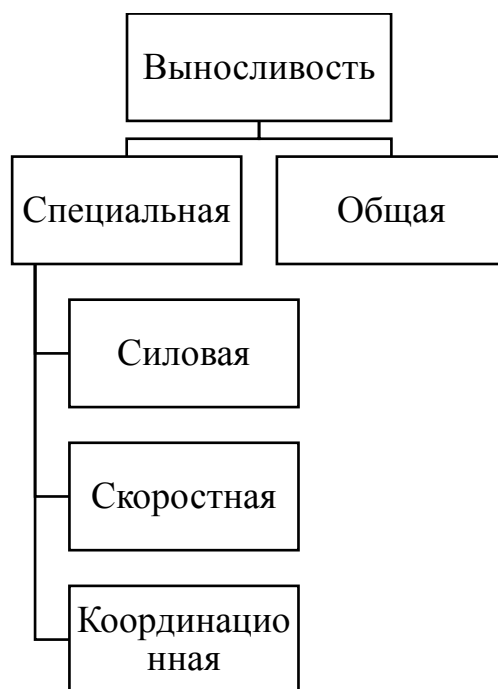 Выносливость
Специальная
Общая
Силовая
Скоростная
Координацио
нная